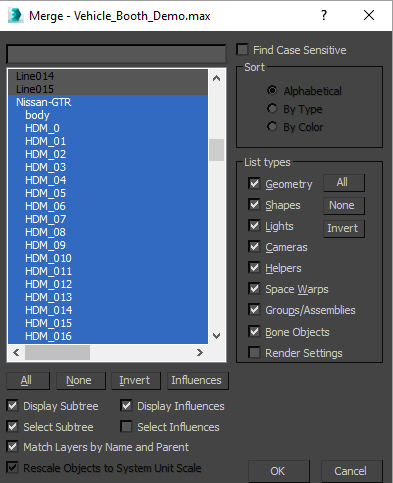 Merge - Vehicle_Booth_Demo.max
? X
Find Case Sensitive
Line014
Line015
Nissan-GTR
body
HDM_0
HDM_01
HDM_02
HDM_03
HDM_04
HDM_05
HDM_06
HDM_07
HDM_08
HDM_09
HDM_010
HDM_011
HDM_012
HDM_013
HDM_014
HDM_015
HDM_016
Sort
Alphabetical
By Type
By Color
List types
Geometry All
Shapes None
Lights Invert
Cameras
Helpers
Space Warps
Groups/Assemblies
Bone Objects
Render Settings
All None Invert Influences
Display Subtree Display Influences
Select Subtree Select Influences
Match Layers by Name and Parent
Rescale Objects to System Unit Scale
OK Cancel